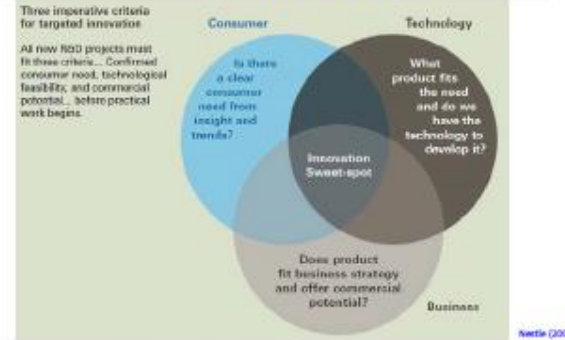 Three imperative criteria
for targeted innovation
All new R&D projects must
fit three criteria... Confirmed
consumer need, technological
feasibility, and commercial
potential... before practical
work begins.
Consumer
Technology
Is there
a clear
consumer
need from
insight and
trends?
What
product fits
the need
and do we
have the
technology to
develop it?
Innovation
Sweet-spot
Does product
fit business strategy
and offer commercial
potential?
Business
Nestle